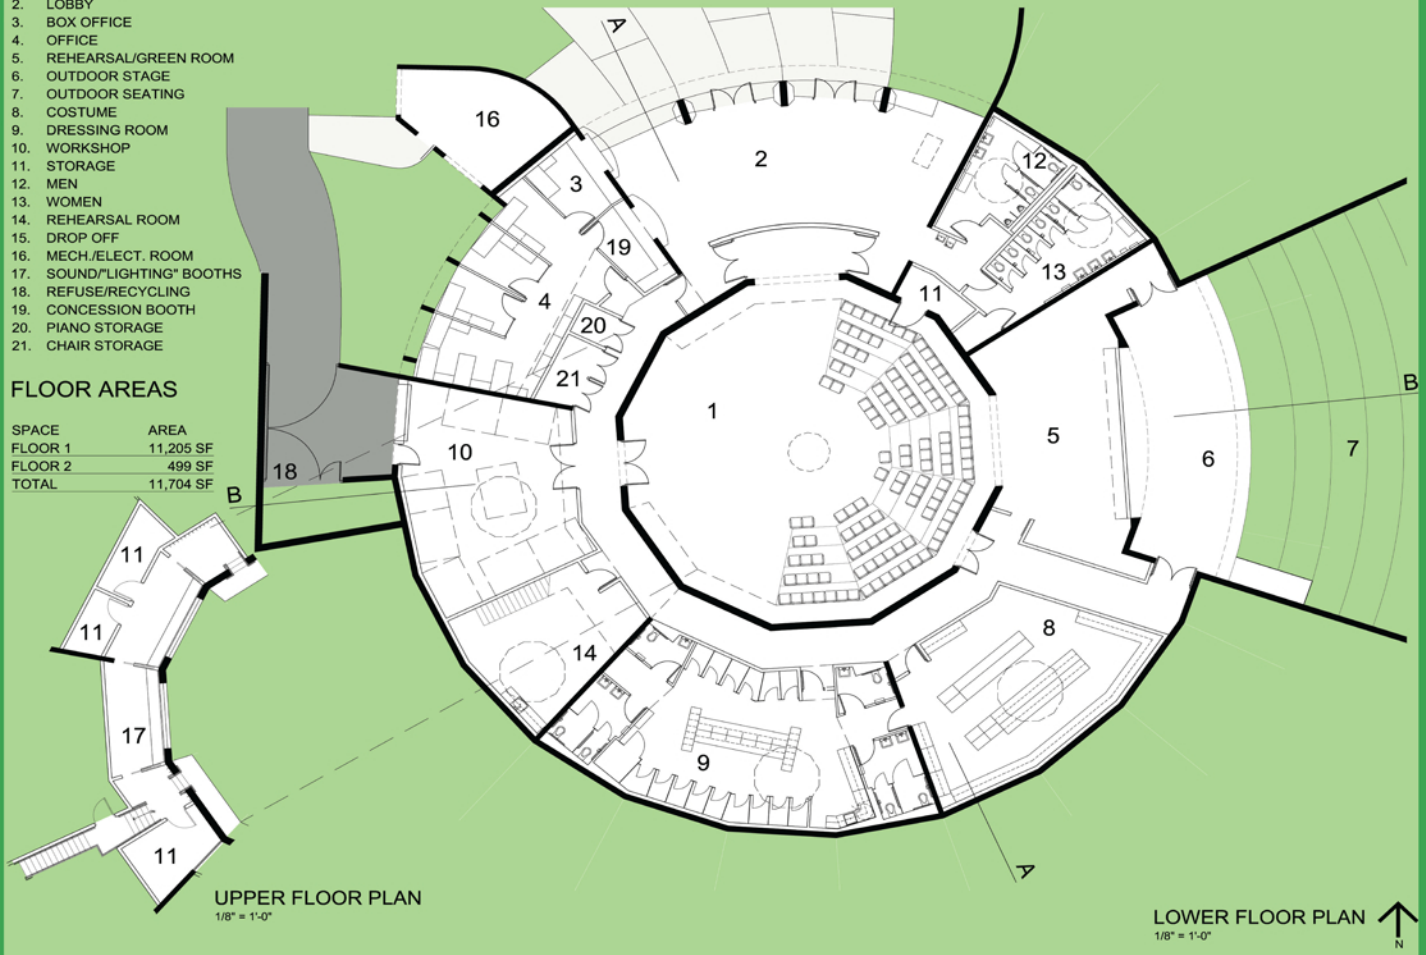 2. LOBBY
3. BOX OFFICE
4. OFFICE
5. REHEARSAL/GREEN ROOM
6. OUTDOOR STAGE
7. OUTDOOR SEATING
8. COSTUME
9. DRESSING ROOM
10. WORKSHOP
11. STORAGE
12. MEN
13. WOMEN
14. REHEARSAL ROOM
15. DROP OFF
16. MECH./ELECT. ROOM
17. SOUND/"LIGHTING" BOOTHS
18. REFUSE/RECYCLING
19. CONCESSION BOOTH
20. PIANO STORAGE
21. CHAIR STORAGE
FLOOR AREAS
SPACE AREA
FLOOR 1 11,205 SF
FLOOR 2 499 SF
TOTAL 11,704 SF
A
16
2
12
3
19
13
11
4
20
21
B
1
5
10
6
7
18
B
11
11
14
8
17
9
11
A
UPPER FLOOR PLAN
1/8" = 1'-0"
LOWER FLOOR PLAN
1/8" = 1'-0"
N